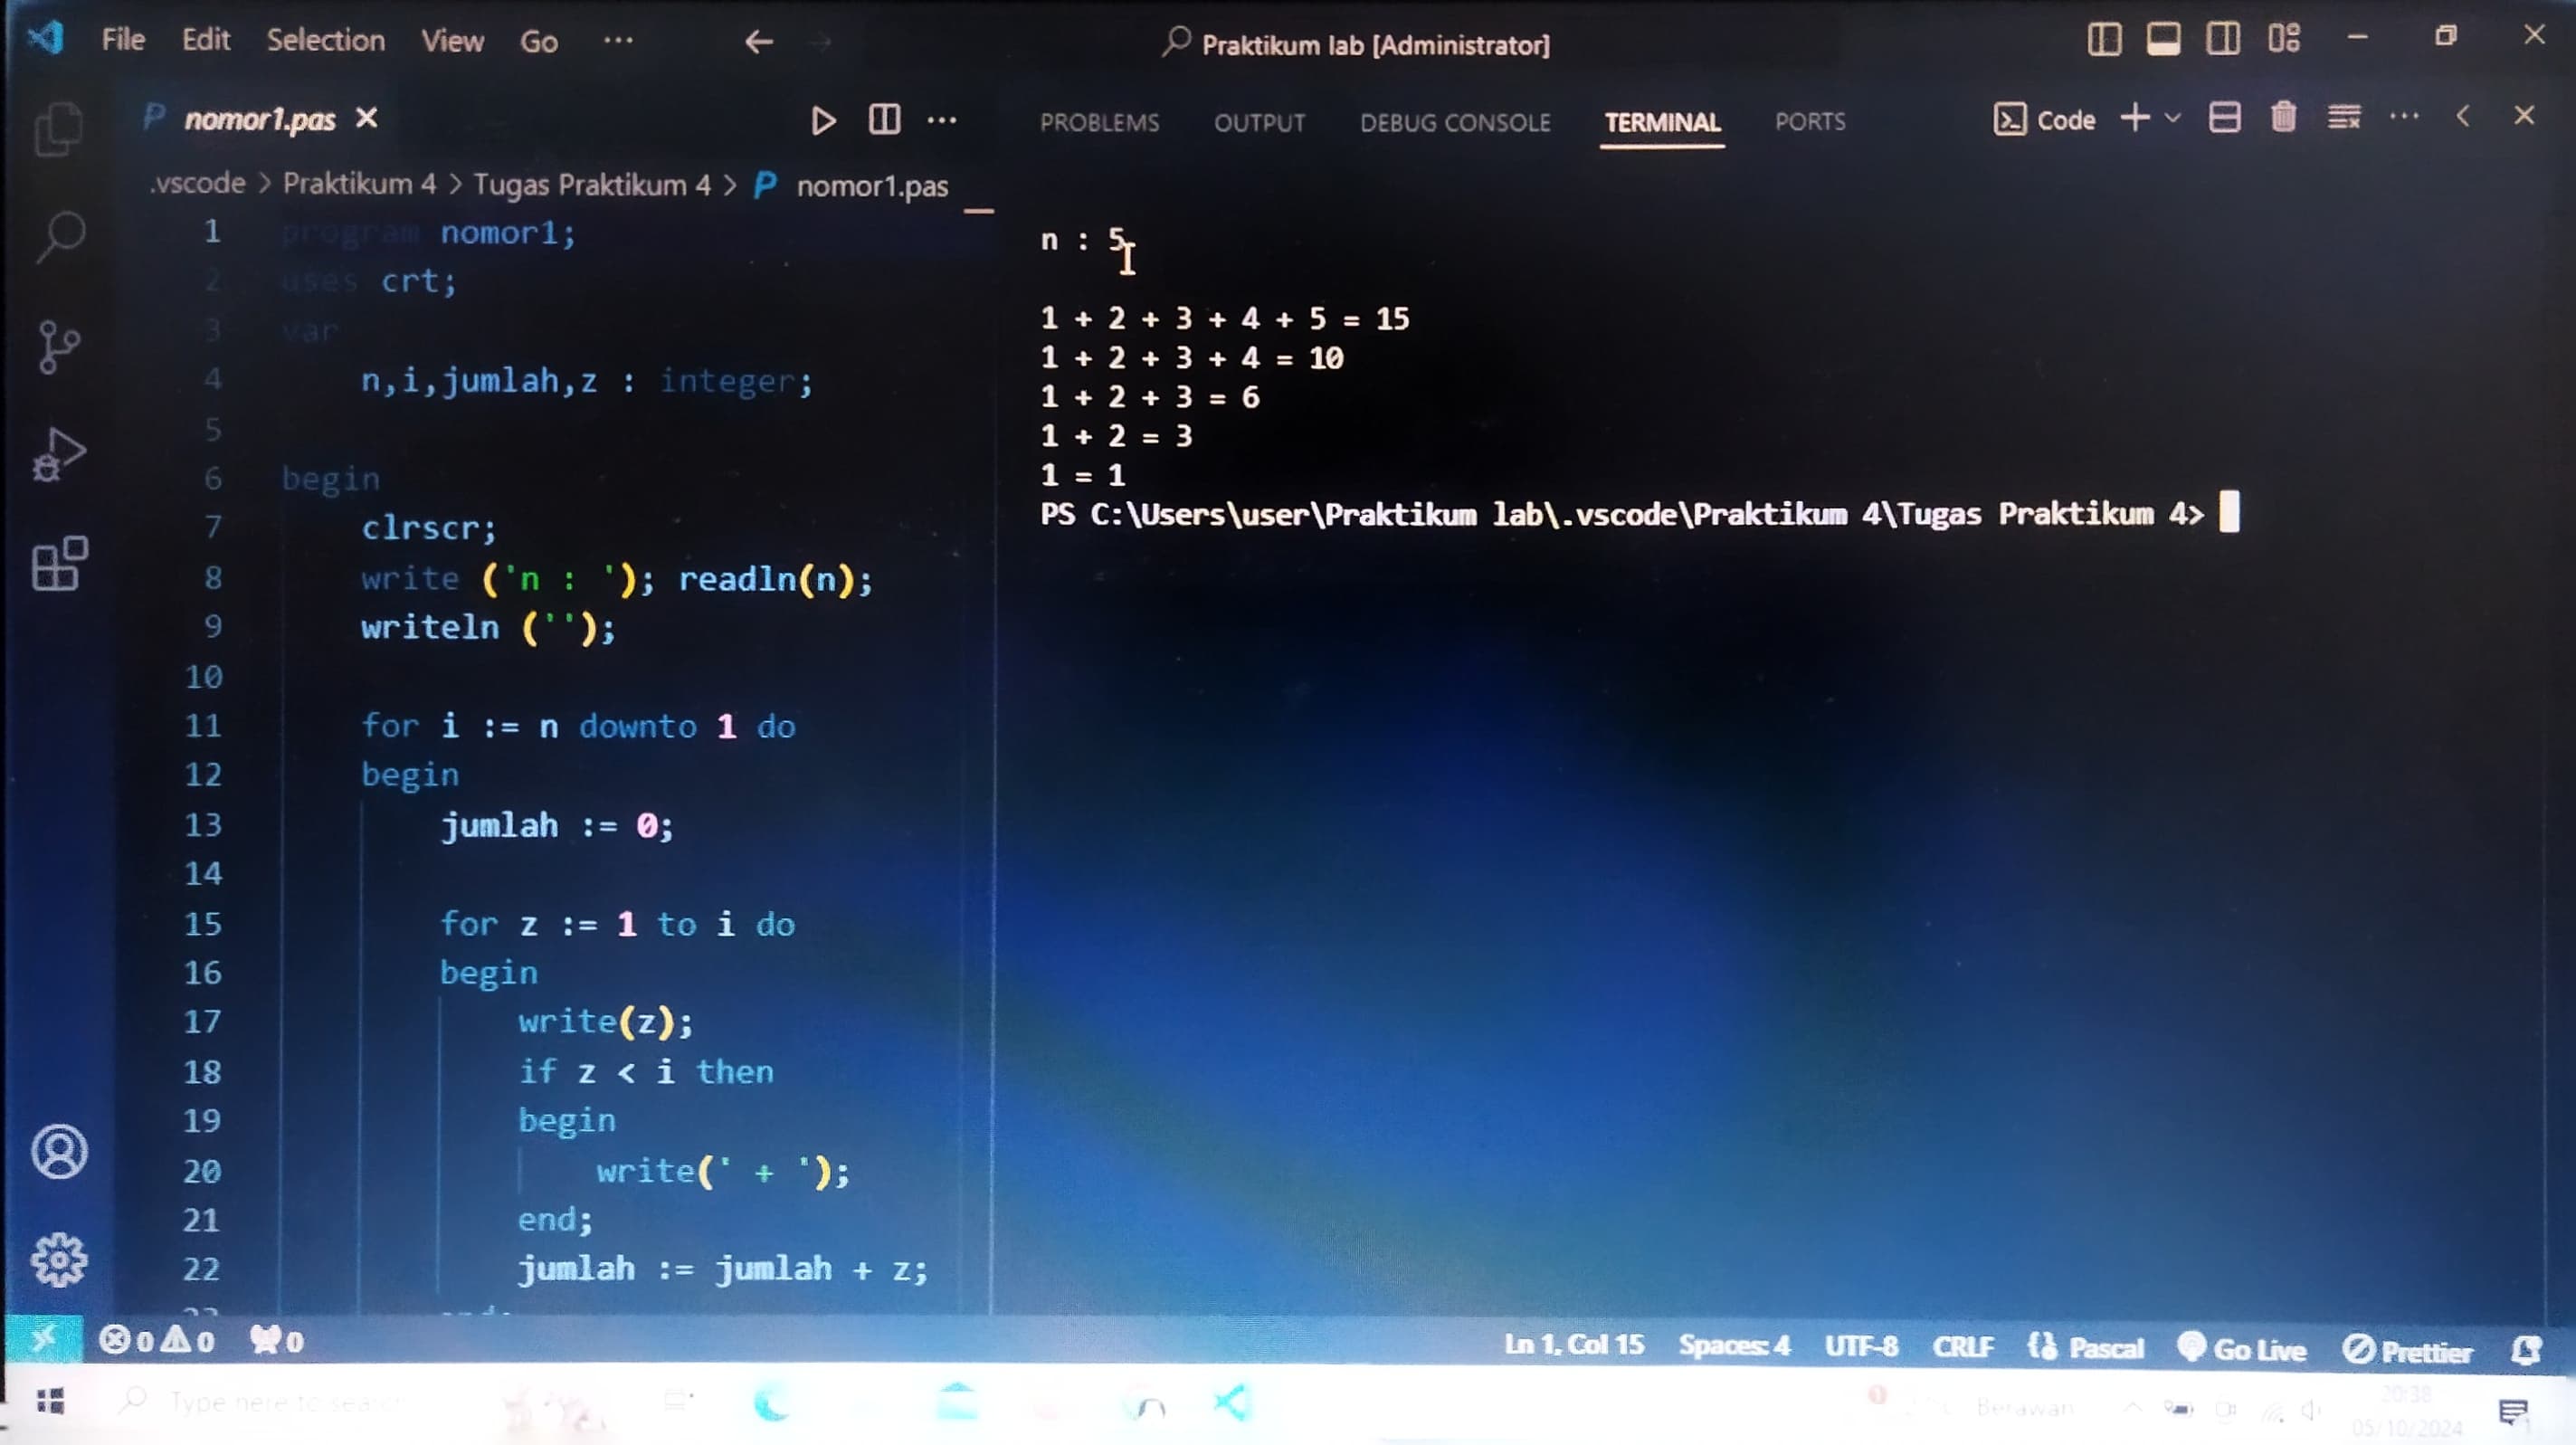 File Edit Selection View Go ··· Praktikum lab [Administrator]
nomor1.pas
PROBLEMS OUTPUT DEBUG CONSOLE TERMINAL PORTS Code
.vscode > Praktikum 4 > Tugas Praktikum 4 > nomor1.pas
1 program nomor1;
2 uses crt;
3 var
4 n,i,jumlah,z : integer;
5
6 begin
7 clrscr;
8 write ('n : '); readln(n);
9 writeln ('');
10
11 for i := n downto 1 do
12 begin
13 jumlah := 0;
14
15 for z := 1 to i do
16 begin
17 write(z);
18 if z < i then
19 begin
20 write(' + ');
21 end;
22 jumlah := jumlah + z;
n : 5
1 + 2 + 3 + 4 + 5 = 15
1 + 2 + 3 + 4 = 10
1 + 2 + 3 = 6
1 + 2 = 3
1 = 1
PS C:\Users\user\Praktikum lab\.vscode\Praktikum 4\Tugas Praktikum 4>
0 0 0 Ln 1, Col 15 Spaces: 4 UTF-8 CRLF {} Pascal Go Live Prettier
Type here to search Berawan 20:38
05/10/2024